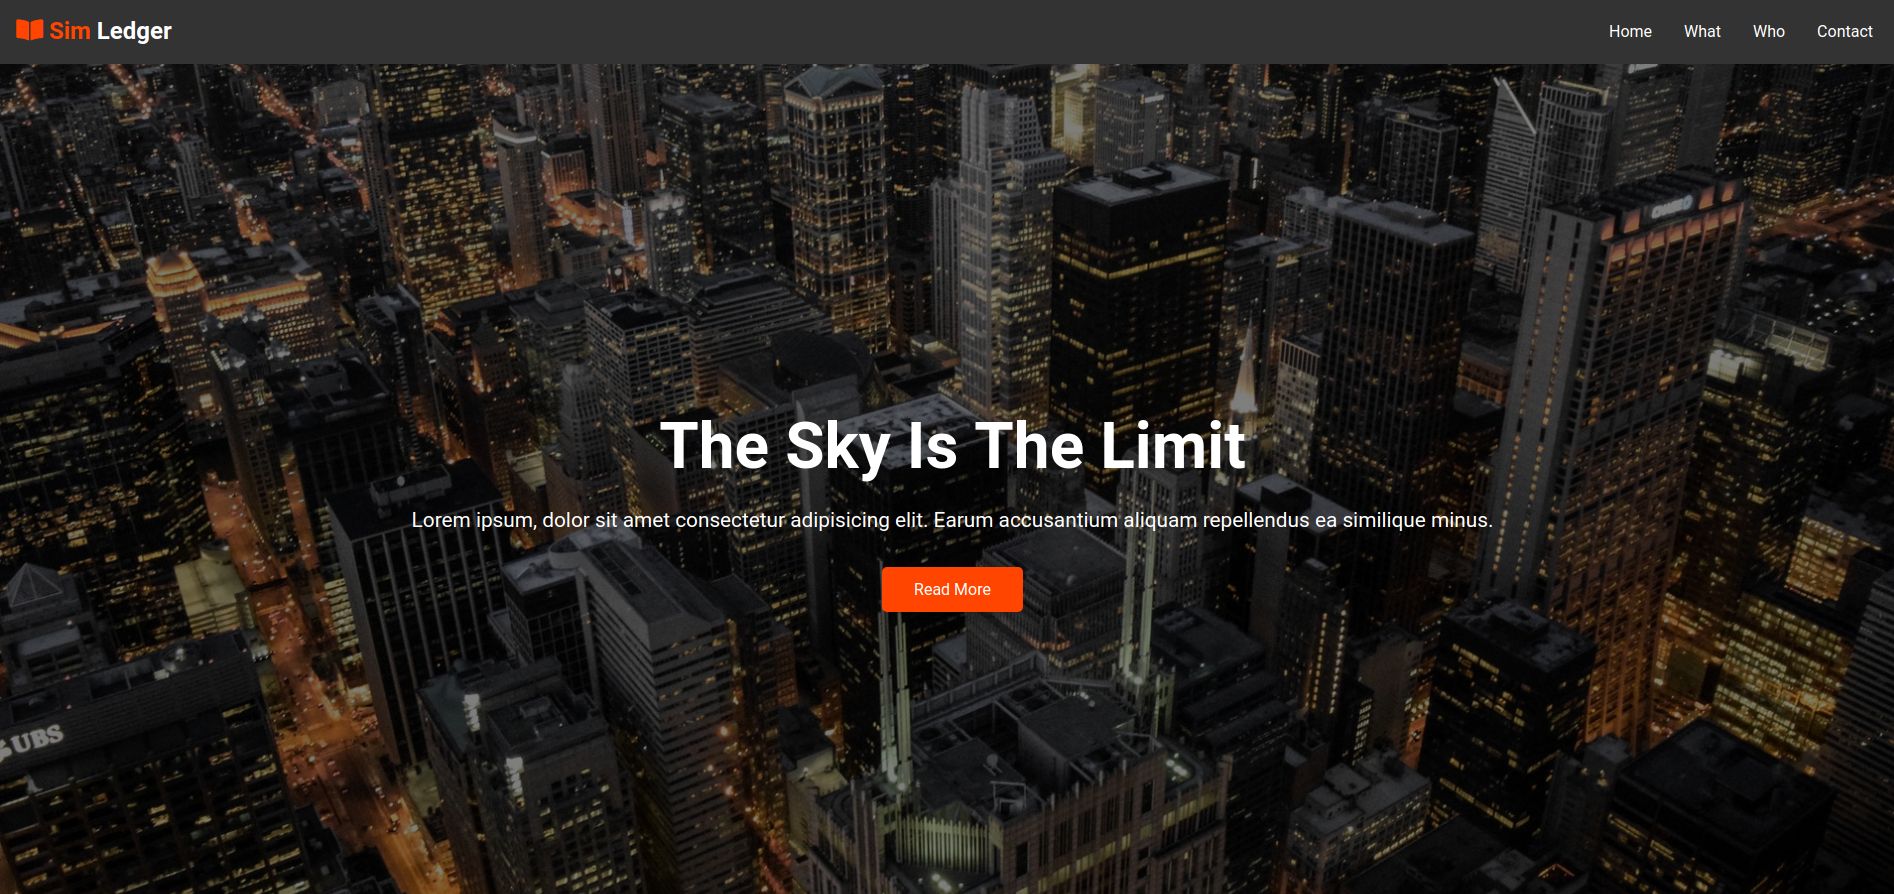 Sim Ledger
Home What Who Contact
The Sky Is The Limit
Lorem ipsum, dolor sit amet consectetur adipisicing elit. Earum accusantium aliquam repellendus ea similique minus.
Read More
UBS